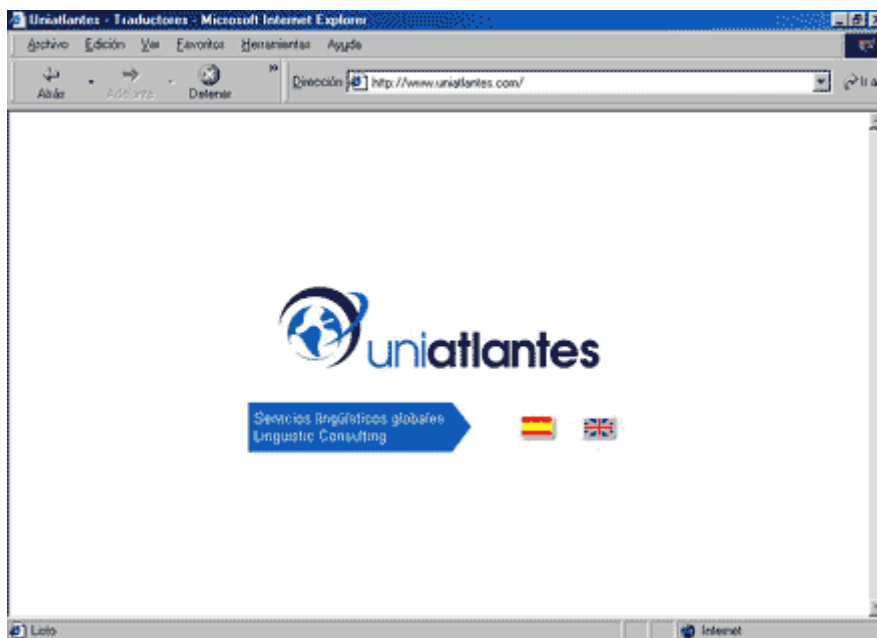 Uniatlantes - Traductores - Microsoft Internet Explorer
Archivo Edición Ver Favoritos Herramientas Ayuda
Atrás Adelante Detener » Dirección http://www.uniatlantes.com/ Ir a
uniatlantes
Servicios lingüísticos globales
Linguistic Consulting
Listo Internet